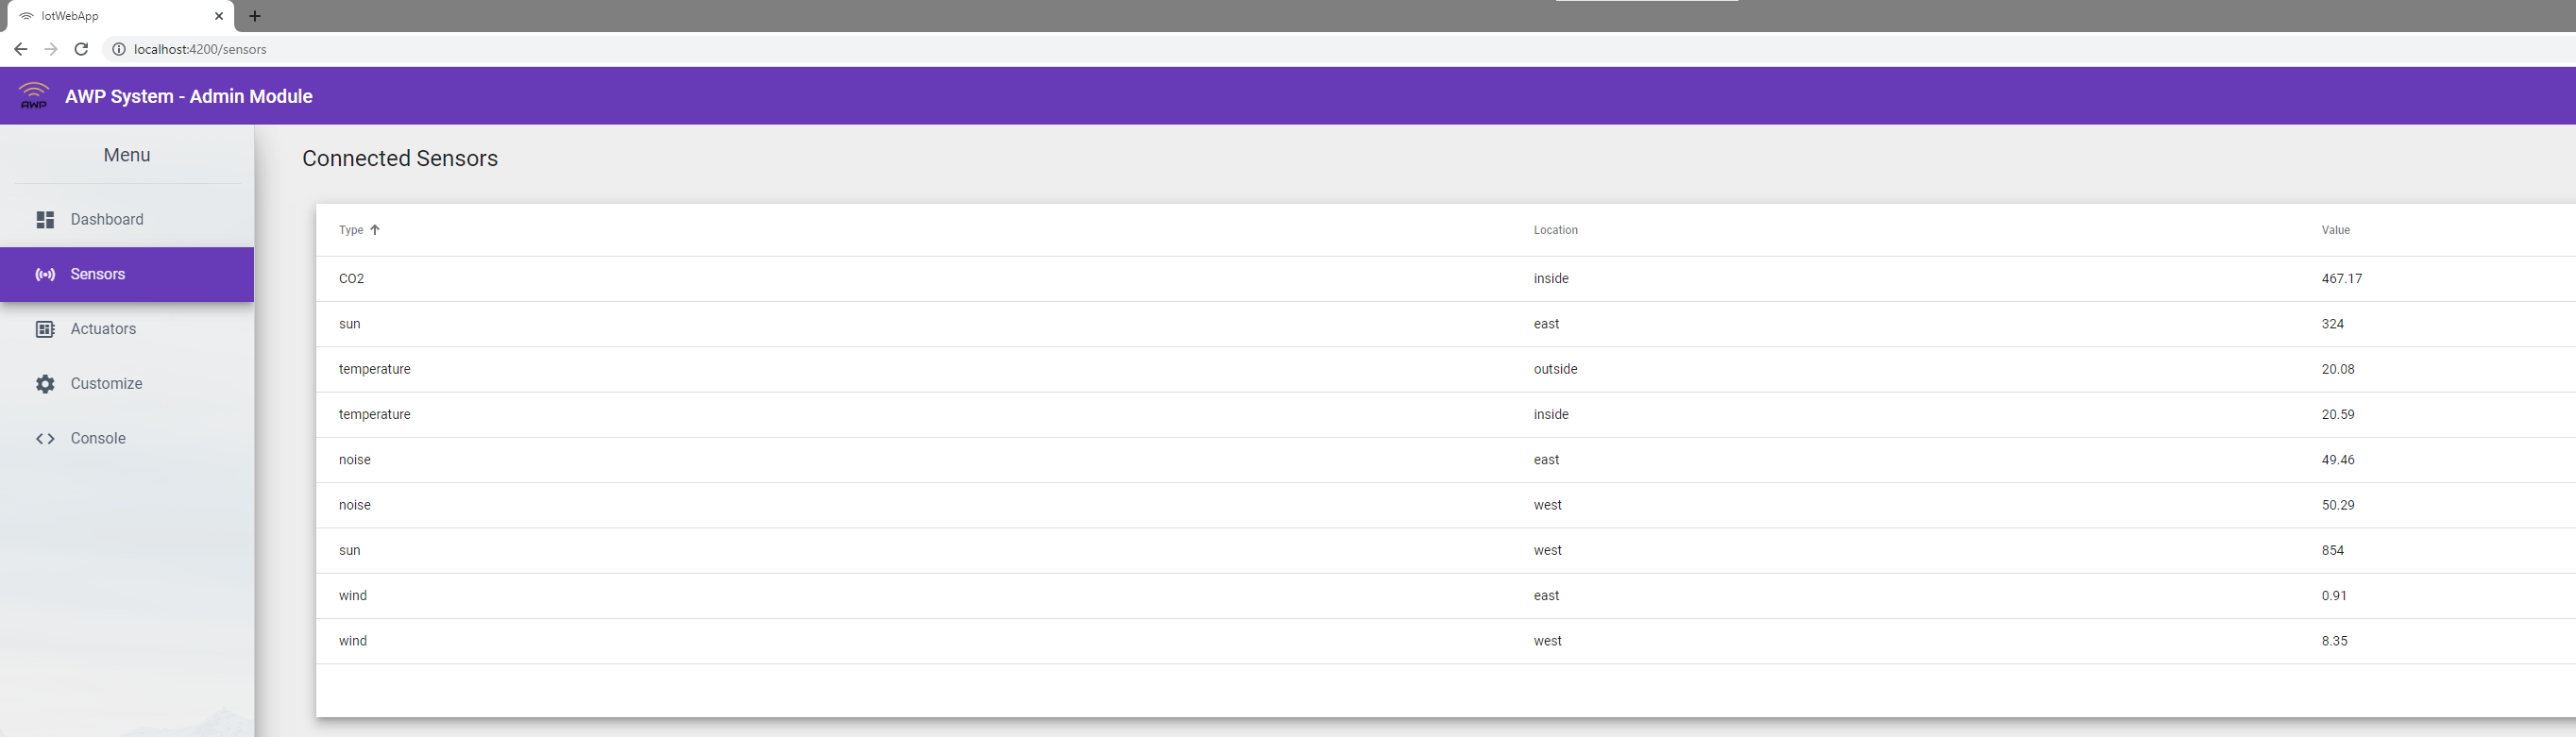 IotWebApp
localhost:4200/sensors
AWP
AWP System - Admin Module
Menu
Dashboard
Sensors
Actuators
Customize
Console
Connected Sensors
Type Location Value
CO2 inside 467.17
sun east 324
temperature outside 20.08
temperature inside 20.59
noise east 49.46
noise west 50.29
sun west 854
wind east 0.91
wind west 8.35